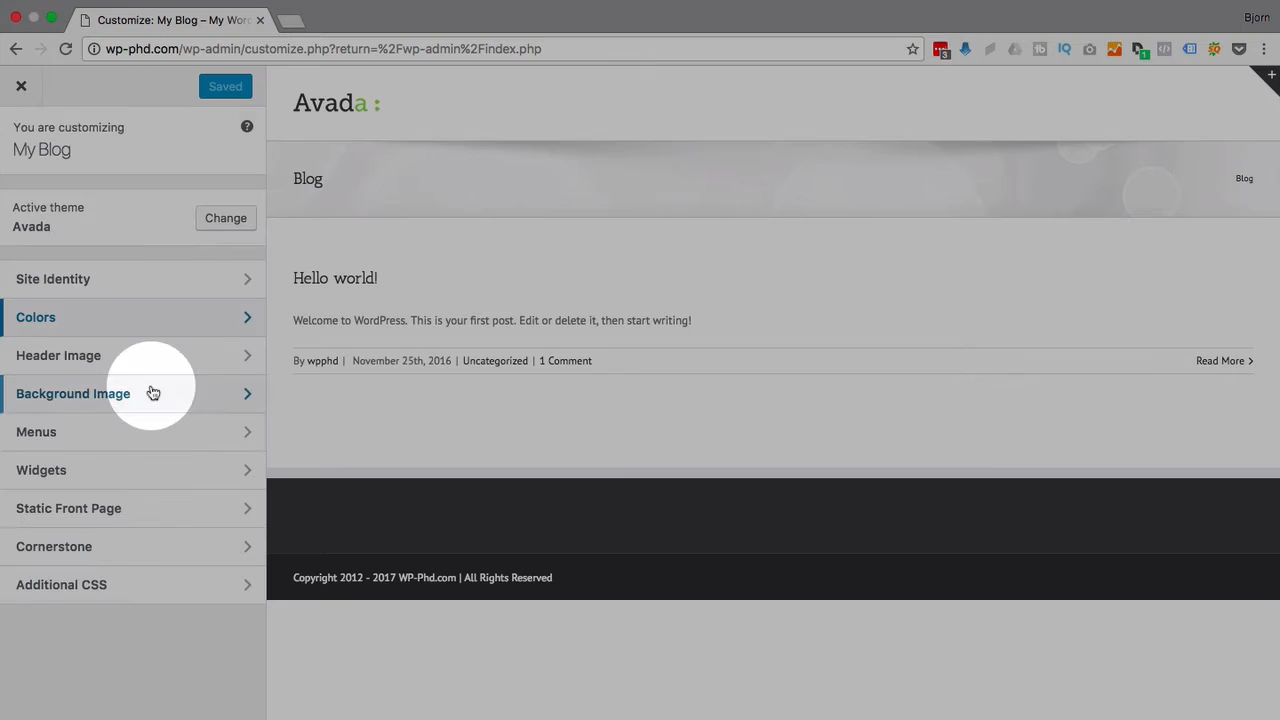 Customize: My Blog – My Wor
Bjorn
wp-phd.com/wp-admin/customize.php?return=%2Fwp-admin%2Findex.php
3
1
Saved
You are customizing
My Blog
Active theme
Avada
Change
Site Identity
Colors
Header Image
Background Image
Menus
Widgets
Static Front Page
Cornerstone
Additional CSS
Avada :
Blog
Blog
Hello world!
Welcome to WordPress. This is your first post. Edit or delete it, then start writing!
By wpphd | November 25th, 2016 | Uncategorized | 1 Comment
Read More
Copyright 2012 - 2017 WP-Phd.com | All Rights Reserved